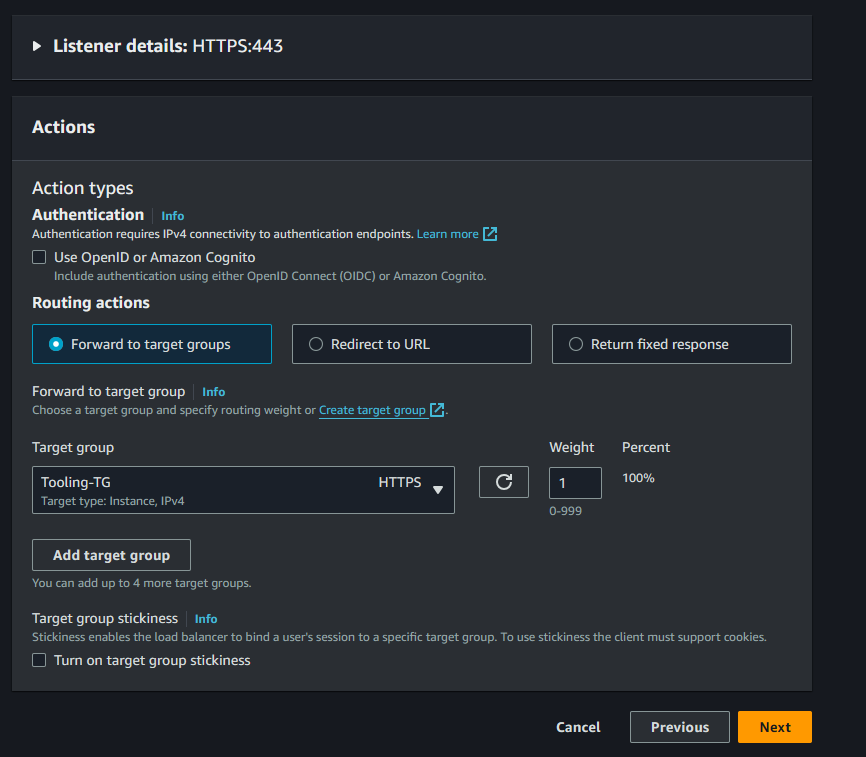 Listener details: HTTPS:443
Actions
Action types
Authentication Info
Authentication requires IPv4 connectivity to authentication endpoints. Learn more
Use OpenID or Amazon Cognito
Include authentication using either OpenID Connect (OIDC) or Amazon Cognito.
Routing actions
Forward to target groups Redirect to URL Return fixed response
Forward to target group Info
Choose a target group and specify routing weight or Create target group.
Target group Weight Percent
Tooling-TG HTTPS 1 100%
Target type: Instance, IPv4
0-999
Add target group
You can add up to 4 more target groups.
Target group stickiness Info
Stickiness enables the load balancer to bind a user's session to a specific target group. To use stickiness the client must support cookies.
Turn on target group stickiness
Cancel Previous Next